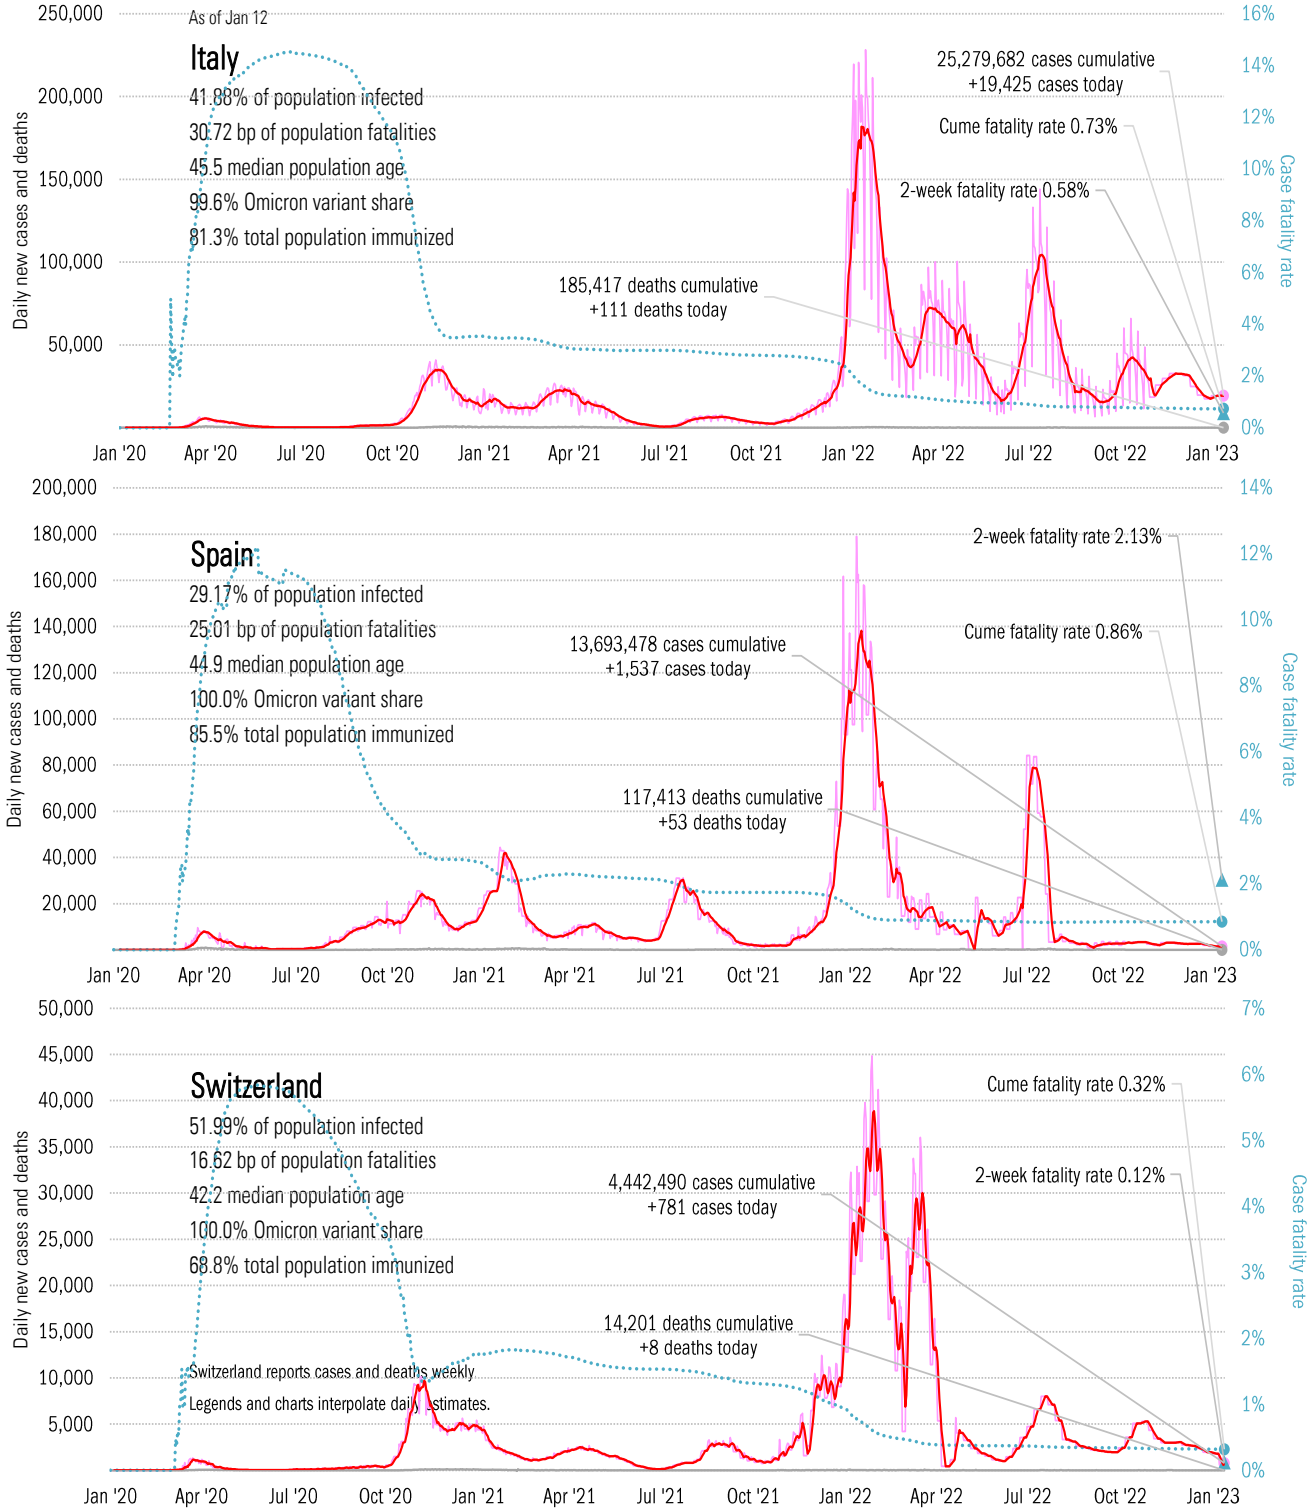 As of Jan 12
Italy
41.88% of population infected
30.72 bp of population fatalities
45.5 median population age
99.6% Omicron variant share
81.3% total population immunized
25,279,682 cases cumulative
+19,425 cases today
Cume fatality rate 0.73%
2-week fatality rate 0.58%
185,417 deaths cumulative
+111 deaths today
Daily new cases and deaths
250,000
200,000
150,000
100,000
50,000
Case fatality rate
16%
14%
12%
10%
8%
6%
4%
2%
0%
Jan '20 Apr '20 Jul '20 Oct '20 Jan '21 Apr '21 Jul '21 Oct '21 Jan '22 Apr '22 Jul '22 Oct '22 Jan '23
Spain
29.17% of population infected
25.01 bp of population fatalities
44.9 median population age
100.0% Omicron variant share
85.5% total population immunized
2-week fatality rate 2.13%
Cume fatality rate 0.86%
13,693,478 cases cumulative
+1,537 cases today
117,413 deaths cumulative
+53 deaths today
Daily new cases and deaths
200,000
180,000
160,000
140,000
120,000
100,000
80,000
60,000
40,000
20,000
Case fatality rate
14%
12%
10%
8%
6%
4%
2%
0%
Jan '20 Apr '20 Jul '20 Oct '20 Jan '21 Apr '21 Jul '21 Oct '21 Jan '22 Apr '22 Jul '22 Oct '22 Jan '23
Switzerland
51.99% of population infected
16.62 bp of population fatalities
42.2 median population age
100.0% Omicron variant share
68.8% total population immunized
Cume fatality rate 0.32%
2-week fatality rate 0.12%
4,442,490 cases cumulative
+781 cases today
14,201 deaths cumulative
+8 deaths today
Switzerland reports cases and deaths weekly.
Legends and charts interpolate daily estimates.
Daily new cases and deaths
50,000
45,000
40,000
35,000
30,000
25,000
20,000
15,000
10,000
5,000
Case fatality rate
7%
6%
5%
4%
3%
2%
1%
0%
Jan '20 Apr '20 Jul '20 Oct '20 Jan '21 Apr '21 Jul '21 Oct '21 Jan '22 Apr '22 Jul '22 Oct '22 Jan '23